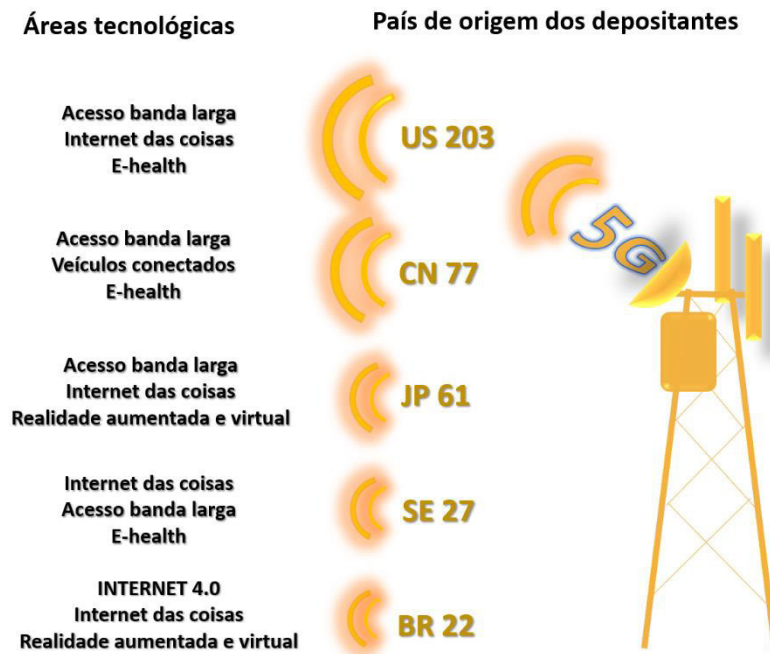 Áreas tecnológicas
País de origem dos depositantes
Acesso banda larga
Internet das coisas
E-health
US 203
5G
Acesso banda larga
Veículos conectados
E-health
CN 77
Acesso banda larga
Internet das coisas
Realidade aumentada e virtual
JP 61
Internet das coisas
Acesso banda larga
E-health
SE 27
INTERNET 4.0
Internet das coisas
Realidade aumentada e virtual
BR 22